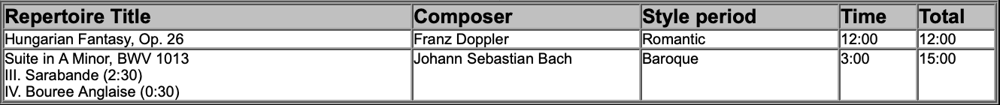 Repertoire Title Composer Style period Time Total
Hungarian Fantasy, Op. 26 Franz Doppler Romantic 12:00 12:00
Suite in A Minor, BWV 1013 Johann Sebastian Bach Baroque 3:00 15:00
III. Sarabande (2:30)
IV. Bouree Anglaise (0:30)